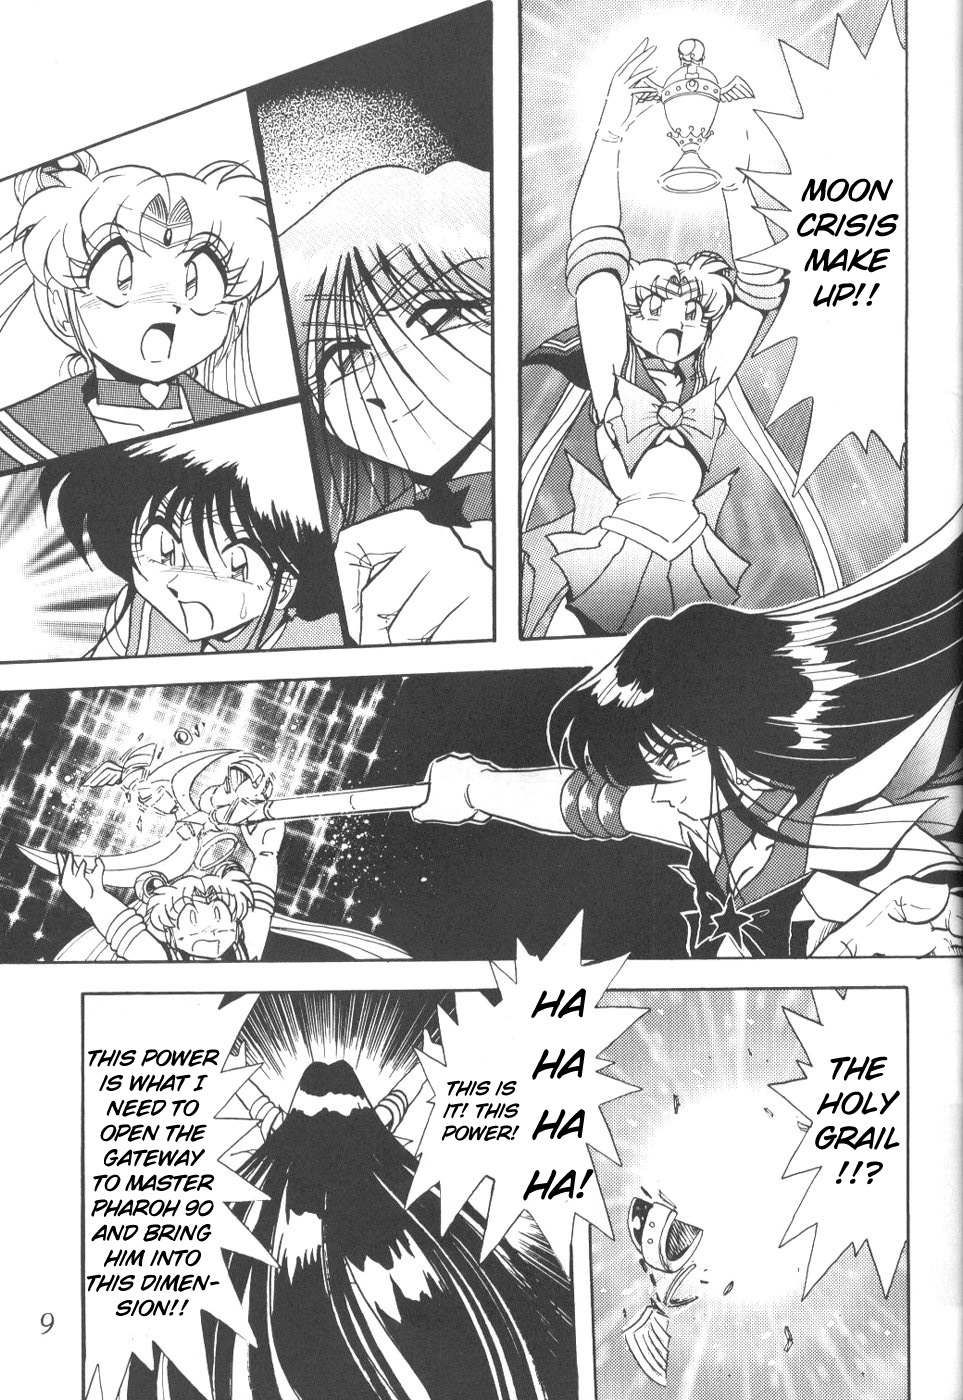 MOON
CRISIS
MAKE
UP!!
THE
HOLY
GRAIL
!!?
HA
HA
HA
HA!
THIS IS
IT! THIS
POWER!
THIS POWER
IS WHAT I
NEED TO
OPEN THE
GATEWAY
TO MASTER
PHAROH 90
AND BRING
HIM INTO
THIS DIMEN-
SION!!
9